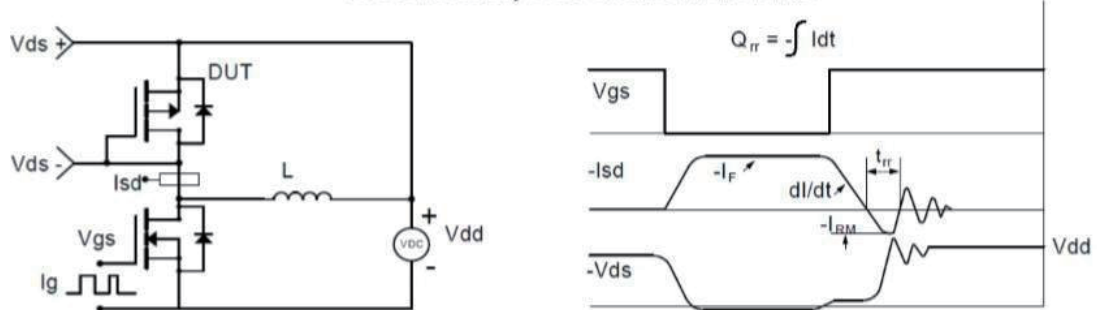 Q_rr = -∫ Idt
Vds +
DUT
Vds -
Isd
L
Vgs
+
VDC
Vdd
-
Ig
Vgs
-Isd
-I_F
dI/dt
t_rr
-I_RM
Vdd
-Vds